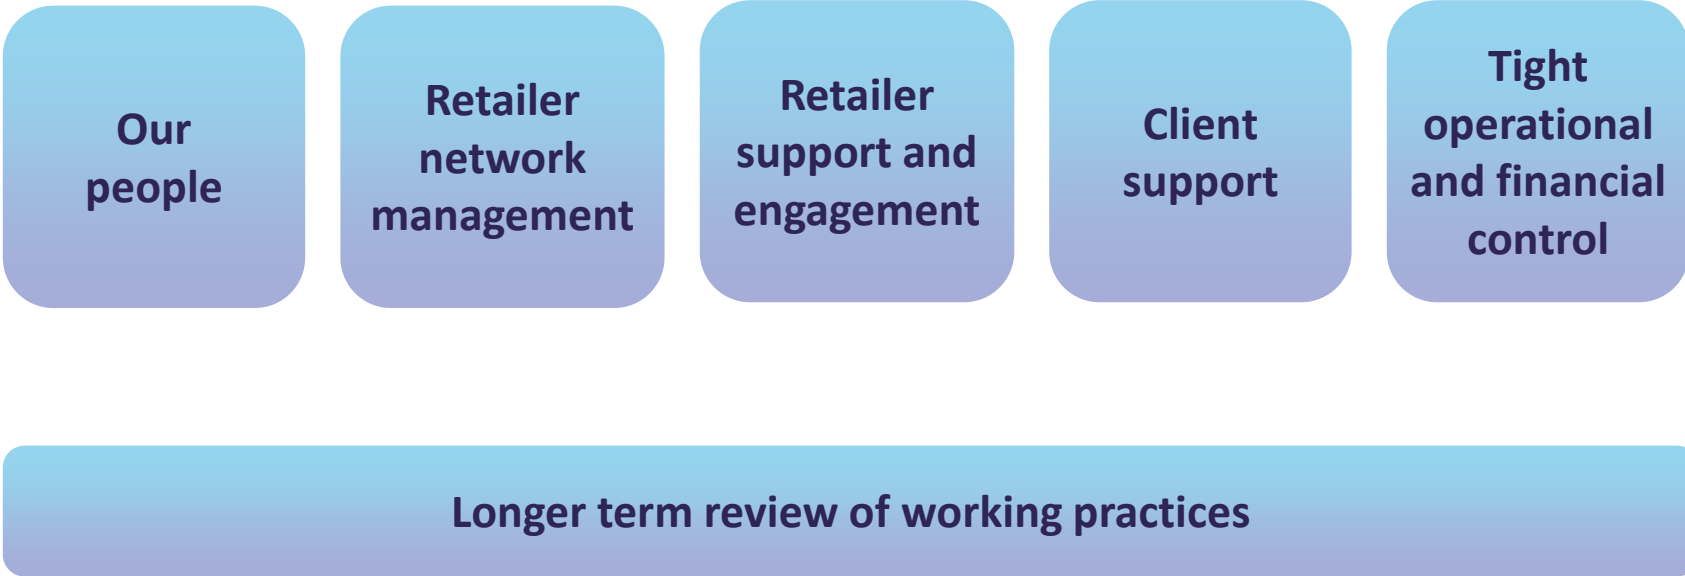 Our
people
Retailer
network
management
Retailer
support and
engagement
Client
support
Tight
operational
and financial
control
Longer term review of working practices